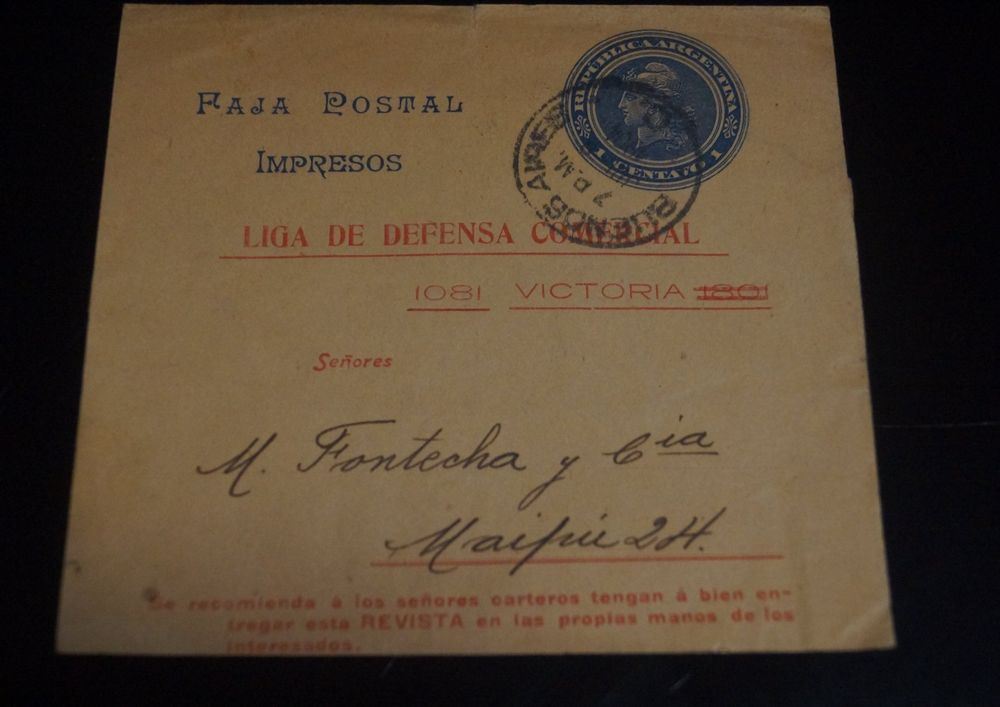 REPÚBLICA ARGENTINA
1 CENTAVO 1
FAJA POSTAL
IMPRESOS
BUENOS AIRES
7 P.M.
LIGA DE DEFENSA COMERCIAL
1081 VICTORIA 1801
Señores
M. Fontecha y Cia
Maipú 24.
Se recomienda á los señores carteros tengan á bien en-
tregar esta REVISTA en las propias manos de los
interesados.